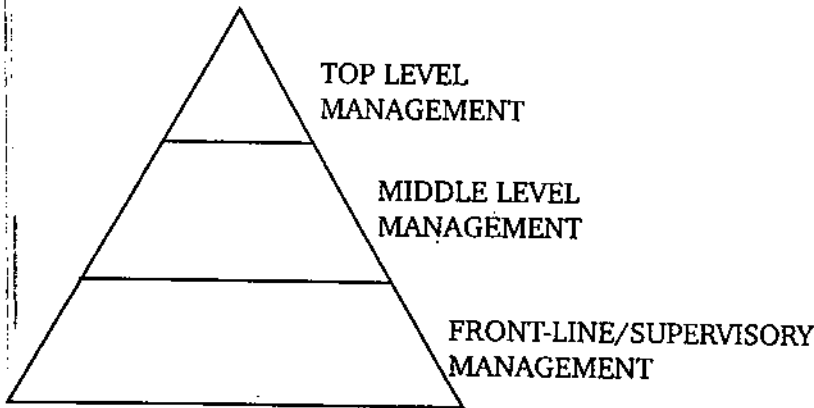 TOP LEVEL
MANAGEMENT
MIDDLE LEVEL
MANAGEMENT
FRONT-LINE/SUPERVISORY
MANAGEMENT